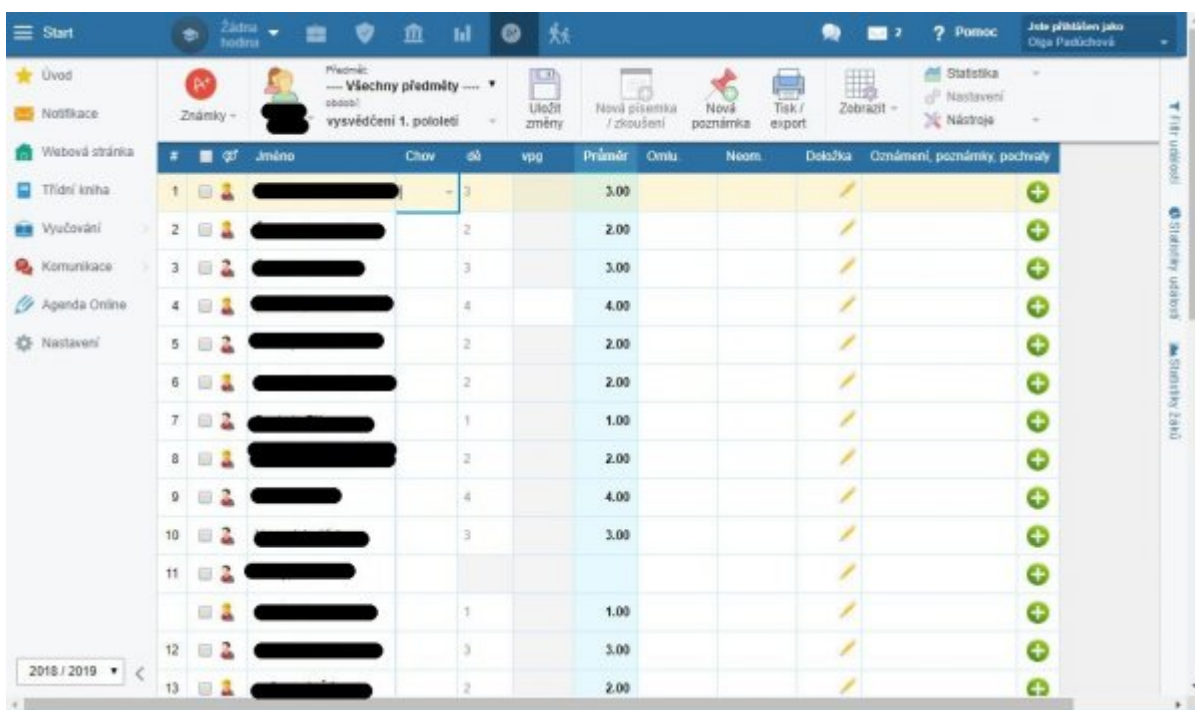 Start
Žádná
hodina
2
Pomoc
Jste přihlášen jako
Olga Padúchová
Úvod
Notifikace
Webová stránka
Třídní kniha
Vyučování
Komunikace
Agenda Online
Nastavení
2018 / 2019
A+
Známky
Předmět:
---- Všechny předměty ----
období:
vysvědčení 1. pololetí
Uložit
změny
Nová písemka
/ zkoušení
Nová
poznámka
Tisk /
export
Zobrazit
Statistika
Nastavení
Nástroje
# Jméno Chov dě vpg Průměr Omlu. Neom. Doložka Oznámení, poznámky, pochvaly
1 3 3.00
2 2 2.00
3 3 3.00
4 4 4.00
5 2 2.00
6 2 2.00
7 1 1.00
8 2 2.00
9 4 4.00
10 3 3.00
11
1 1.00
12 3 3.00
13 2 2.00
Filtr událostí
Statistiky událostí
Statistiky žáků